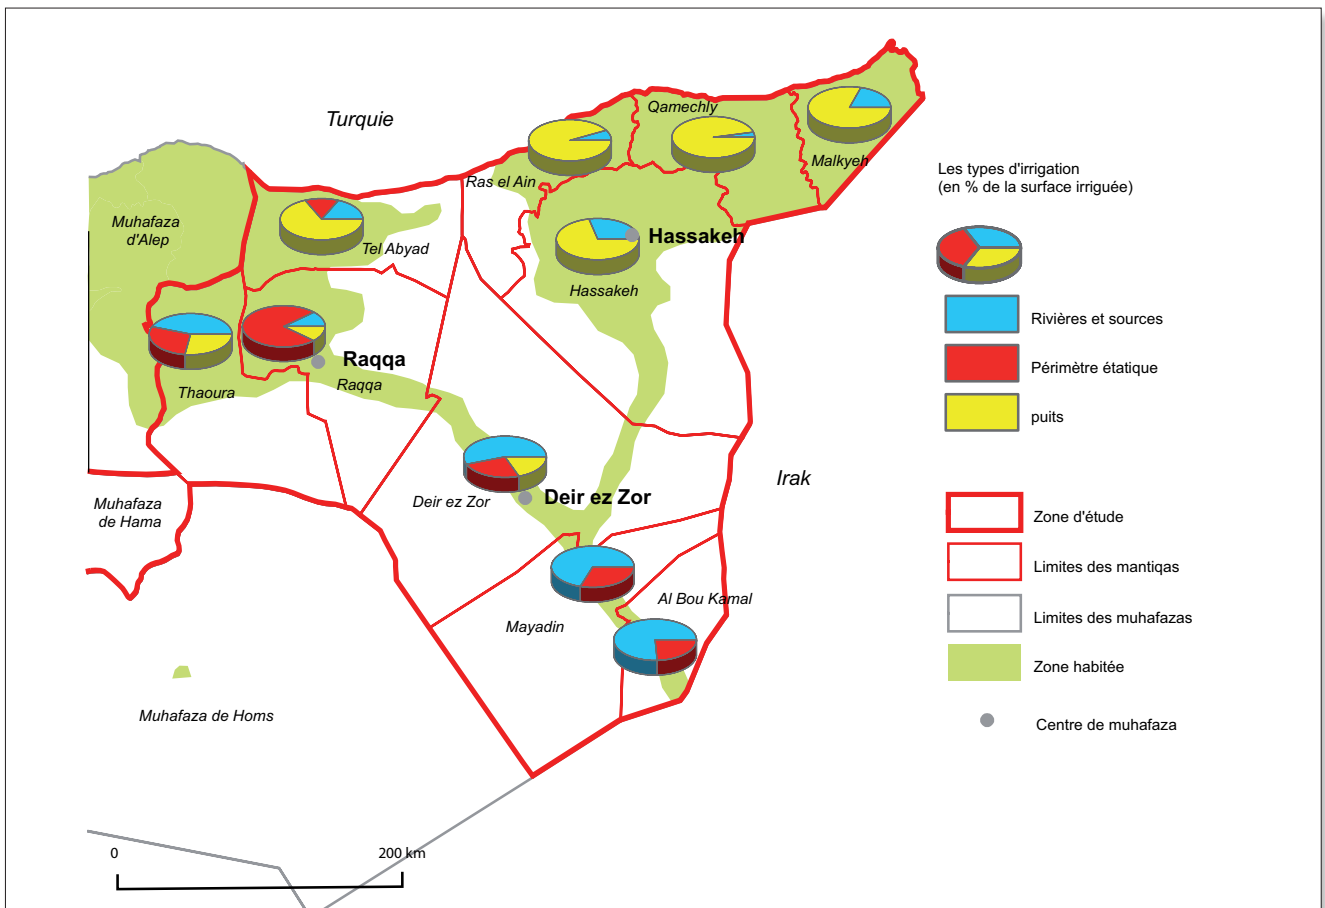 Turquie
Qamechly
Malkyeh
Ras el Ain
Muhafaza
d'Alep
Tel Abyad
Hassakeh
Hassakeh
Raqqa
Raqqa
Thaoura
Deir ez Zor
Deir ez Zor
Irak
Muhafaza
de Hama
Mayadin
Al Bou Kamal
Muhafaza de Homs
0
200 km
Les types d'irrigation
(en % de la surface irriguée)
Rivières et sources
Périmètre étatique
puits
Zone d'étude
Limites des mantiqas
Limites des muhafazas
Zone habitée
Centre de muhafaza